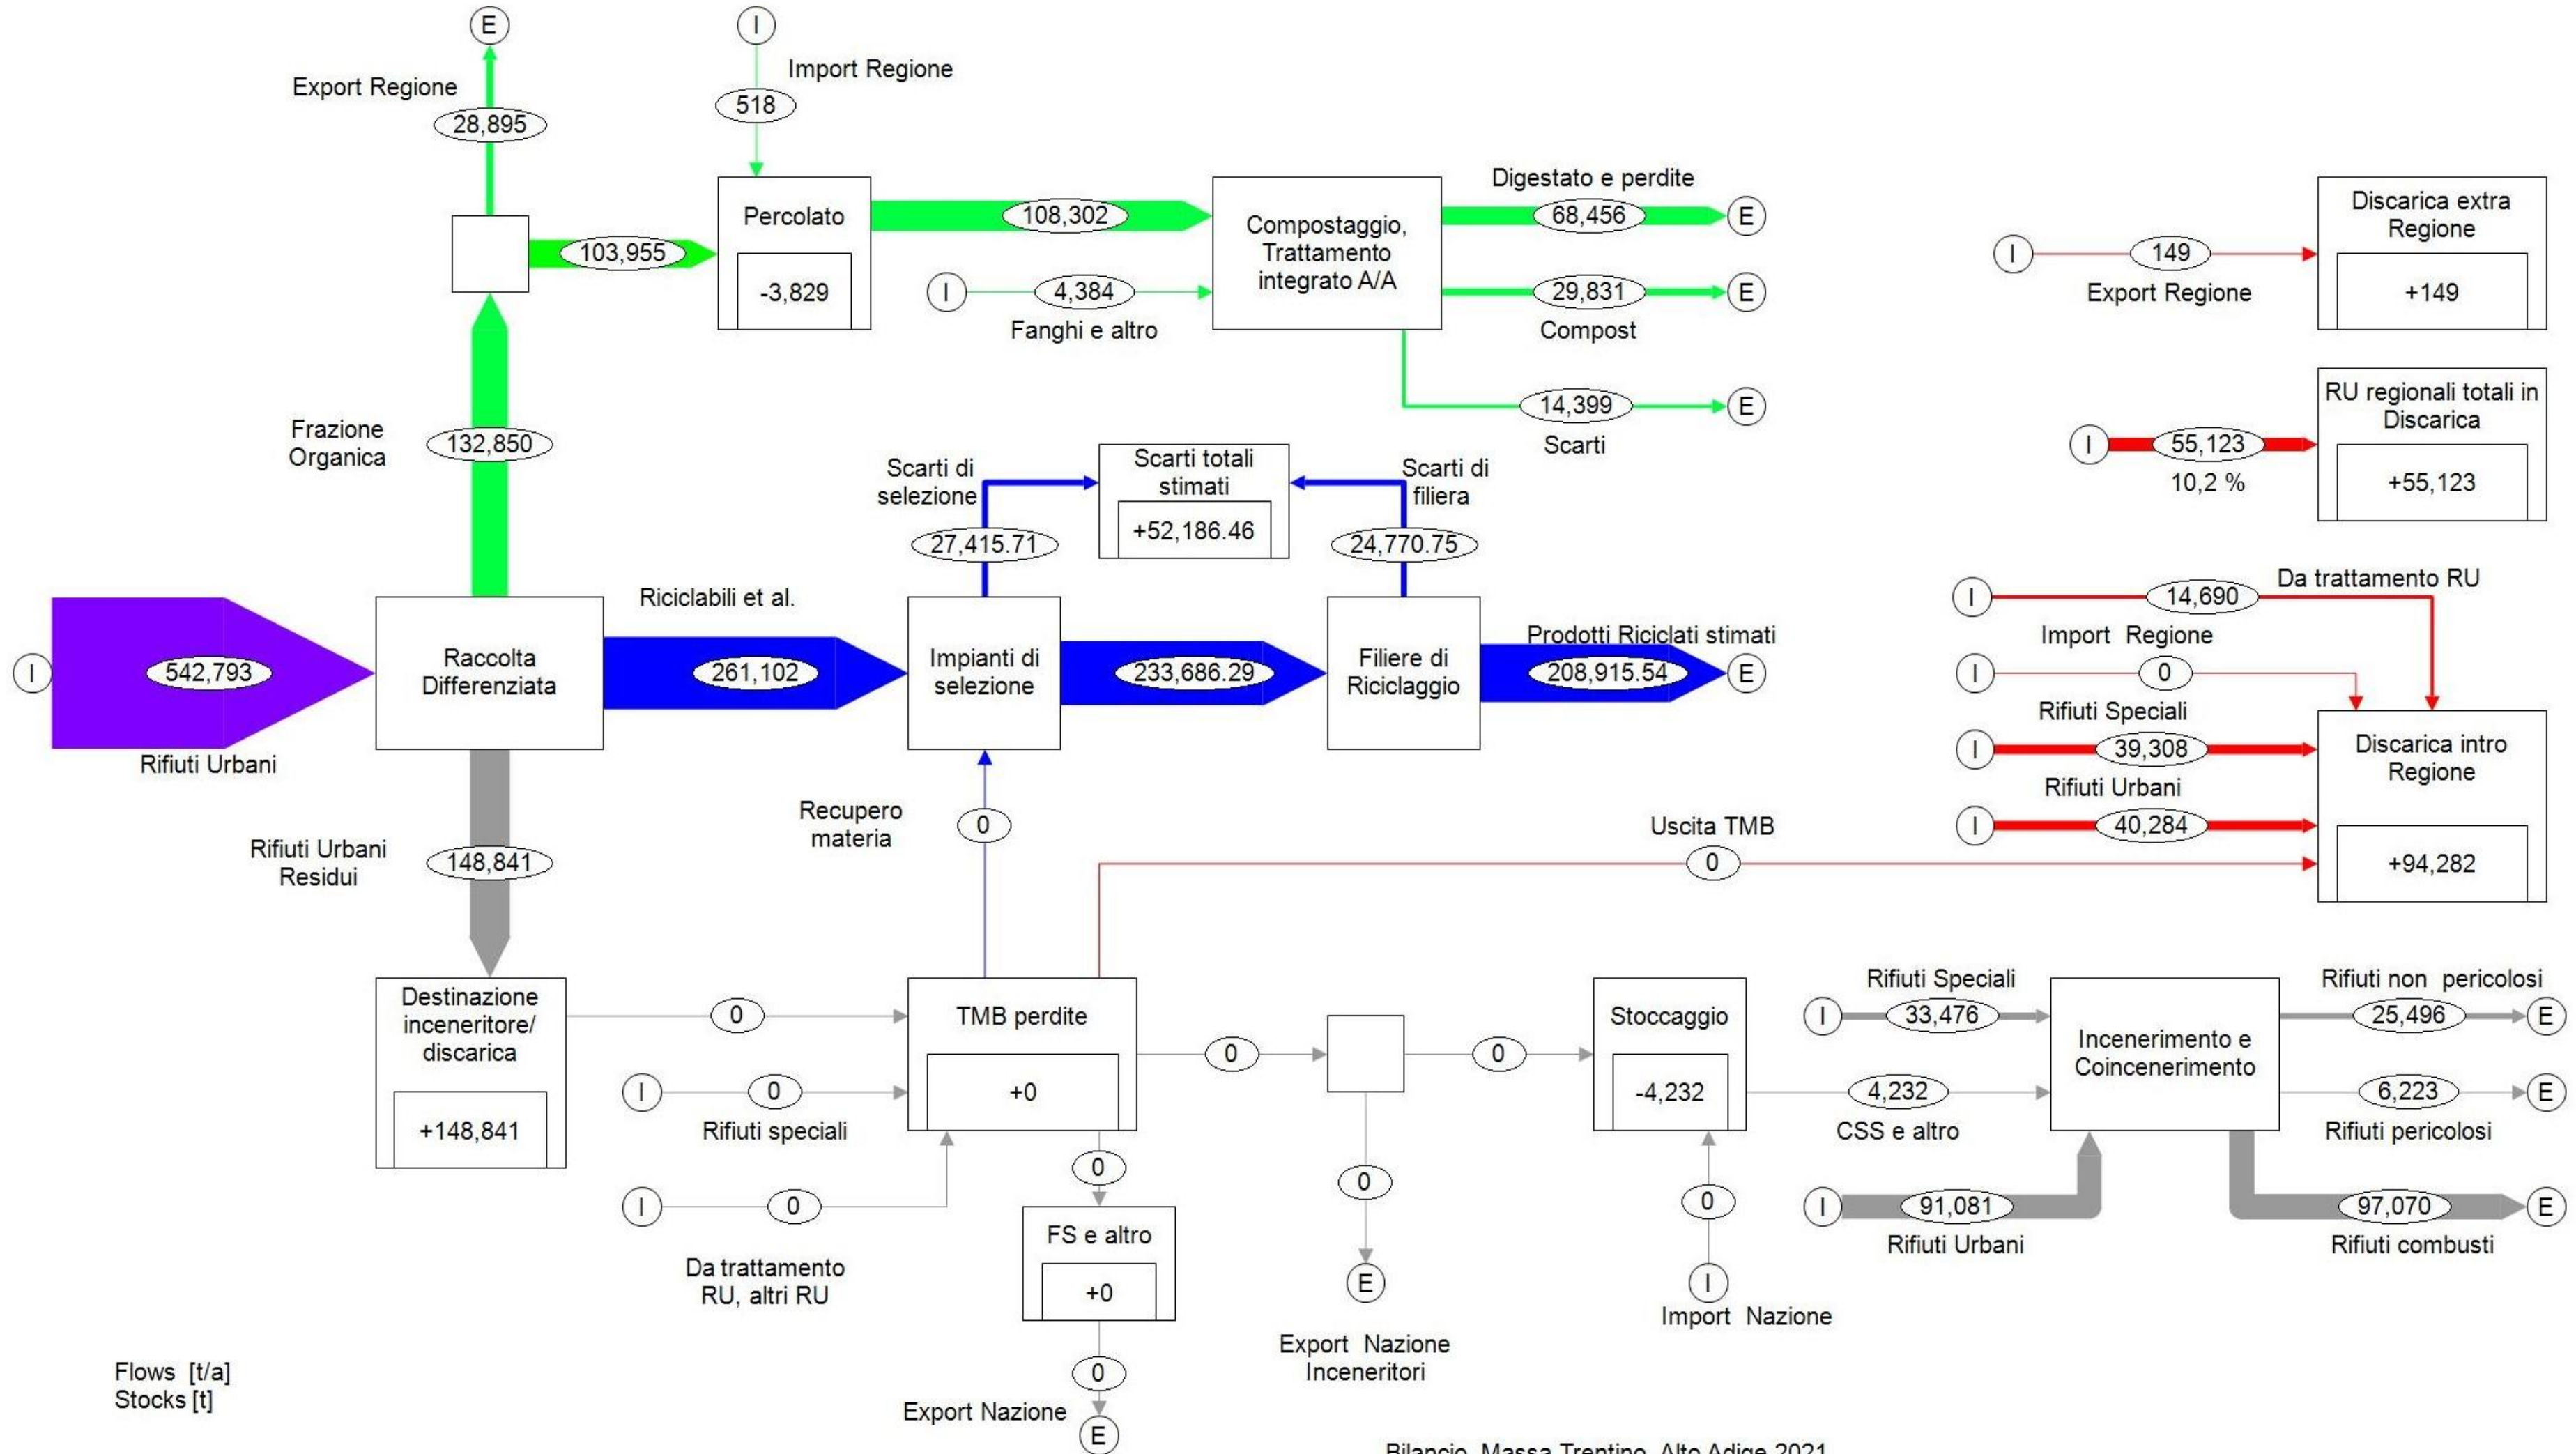 E
I
Export Regione
Import Regione
28,895
518
Percolato
-3,829
103,955
108,302
Compostaggio,
Trattamento
integrato A/A
I
4,384
Fanghi e altro
Digestato e perdite
68,456
E
29,831
E
Compost
14,399
E
Scarti
I
149
Export Regione
Discarica extra
Regione
+149
Frazione
Organica
132,850
I
55,123
10,2 %
RU regionali totali in
Discarica
+55,123
Scarti di
selezione
27,415.71
Scarti totali
stimati
+52,186.46
Scarti di
filiera
24,770.75
I
542,793
Rifiuti Urbani
Raccolta
Differenziata
Riciclabili et al.
261,102
Impianti di
selezione
233,686.29
Filiere di
Riciclaggio
Prodotti Riciclati stimati
208,915.54
E
I
14,690
Da trattamento RU
Import Regione
I
0
Rifiuti Speciali
I
39,308
Rifiuti Urbani
I
40,284
Discarica intro
Regione
+94,282
Uscita TMB
0
Recupero
materia
0
Rifiuti Urbani
Residui
148,841
Destinazione
inceneritore/
discarica
+148,841
0
I
0
Rifiuti speciali
I
0
Da trattamento
RU, altri RU
TMB perdite
+0
0
FS e altro
+0
0
Export Nazione
E
0
0
0
E
Export Nazione
Inceneritori
Stoccaggio
-4,232
0
I
Import Nazione
Rifiuti Speciali
I
33,476
4,232
CSS e altro
I
91,081
Rifiuti Urbani
Incenerimento e
Coincenerimento
Rifiuti non pericolosi
25,496
E
6,223
E
Rifiuti pericolosi
97,070
E
Rifiuti combusti
Flows [t/a]
Stocks [t]
Bilancio Massa Trentino Alto Adige 2021